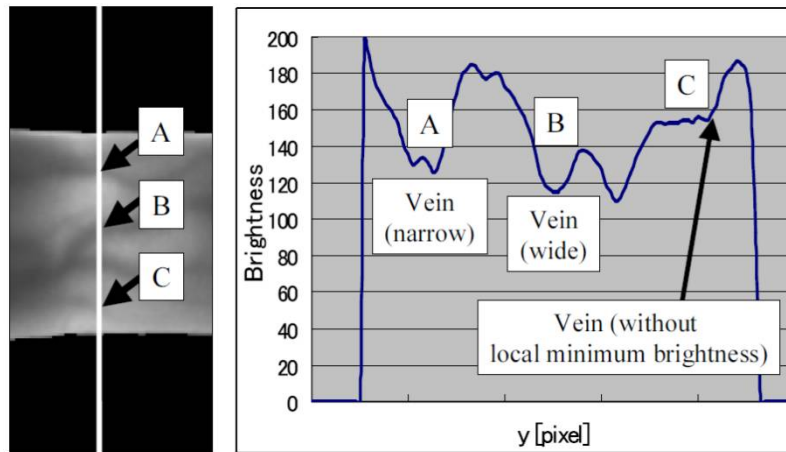 A
B
C
200
180
160
140
120
100
80
60
40
20
0
Brightness
A
B
C
Vein
(narrow)
Vein
(wide)
Vein (without
local minimum brightness)
y [pixel]